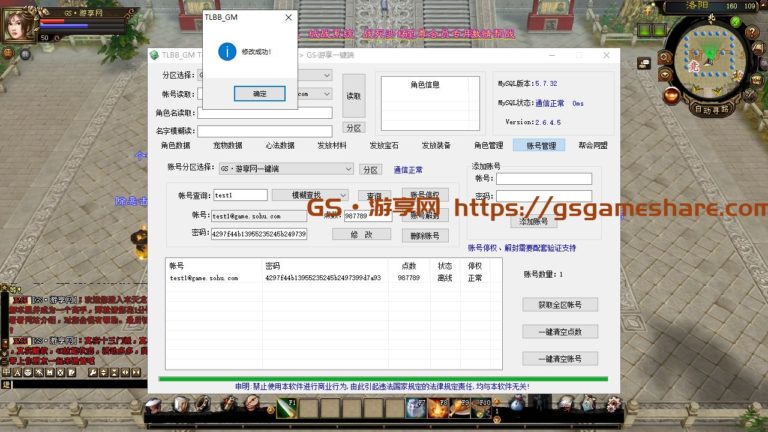 GS·游享网
TLBB_GM
修改成功!
确定
洛阳
160 109
自动寻路
TLBB_GM
> GS·游享网一键端
分区选择:
帐号读取:
com
读取
角色名读取:
名字模糊读:
分区
角色信息
MySQL版本:5.7.32
MySQL状态:通信正常 0ms
Version:2.6.4.5
角色数据 宠物数据 心法数据 发放材料 发放宝石 发放装备 角色管理 账号管理 帮会同盟
账号分区选择: GS·游享网一键端 分区 通信正常
添加账号
帐号:
密码:
添加账号
帐号查询: test1 模糊查找 查询 账号停权
帐号: test1@game.sohu.com 点数: 987789 账号解封
密码: 4297f44b13955235245b249739 修 改 删除账号
GS·游享网 https://gsgameshare.com
账号停权、解封需要配套验证支持
帐号 密码 点数 状态 停权
test1@game.sohu.com 4297f44b13955235245b2497399d7a93 987789 离线 正常
账号数量:1
获取全区帐号
一键清空点数
一键清空账号
申明:禁止使用本软件进行商业行为.由此引起违法国家规定的法律规定责任.均与本软件无关!
F1 F7 F8 F9 F10